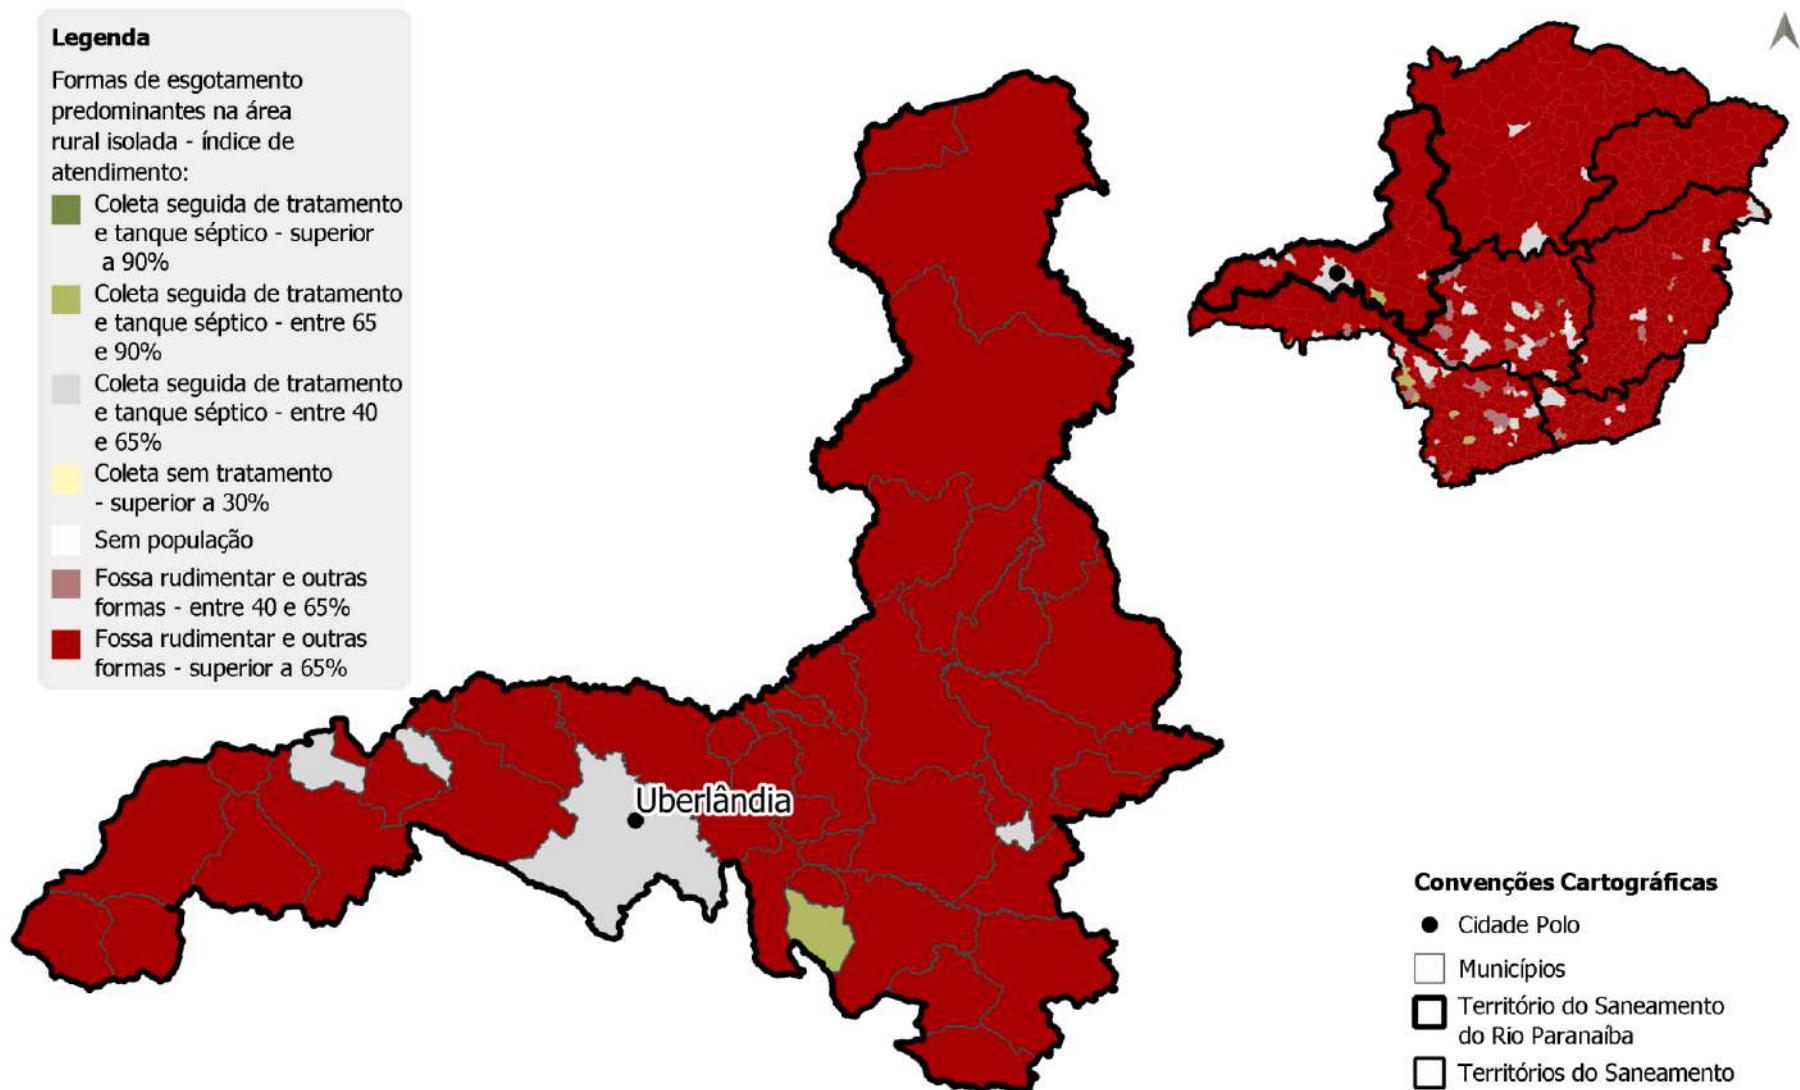 Legenda
Formas de esgotamento
predominantes na área
rural isolada - índice de
atendimento:
Coleta seguida de tratamento
e tanque séptico - superior
a 90%
Coleta seguida de tratamento
e tanque séptico - entre 65
e 90%
Coleta seguida de tratamento
e tanque séptico - entre 40
e 65%
Coleta sem tratamento
- superior a 30%
Sem população
Fossa rudimentar e outras
formas - entre 40 e 65%
Fossa rudimentar e outras
formas - superior a 65%
Uberlândia
Convenções Cartográficas
Cidade Polo
Municípios
Território do Saneamento
do Rio Paranaíba
Territórios do Saneamento